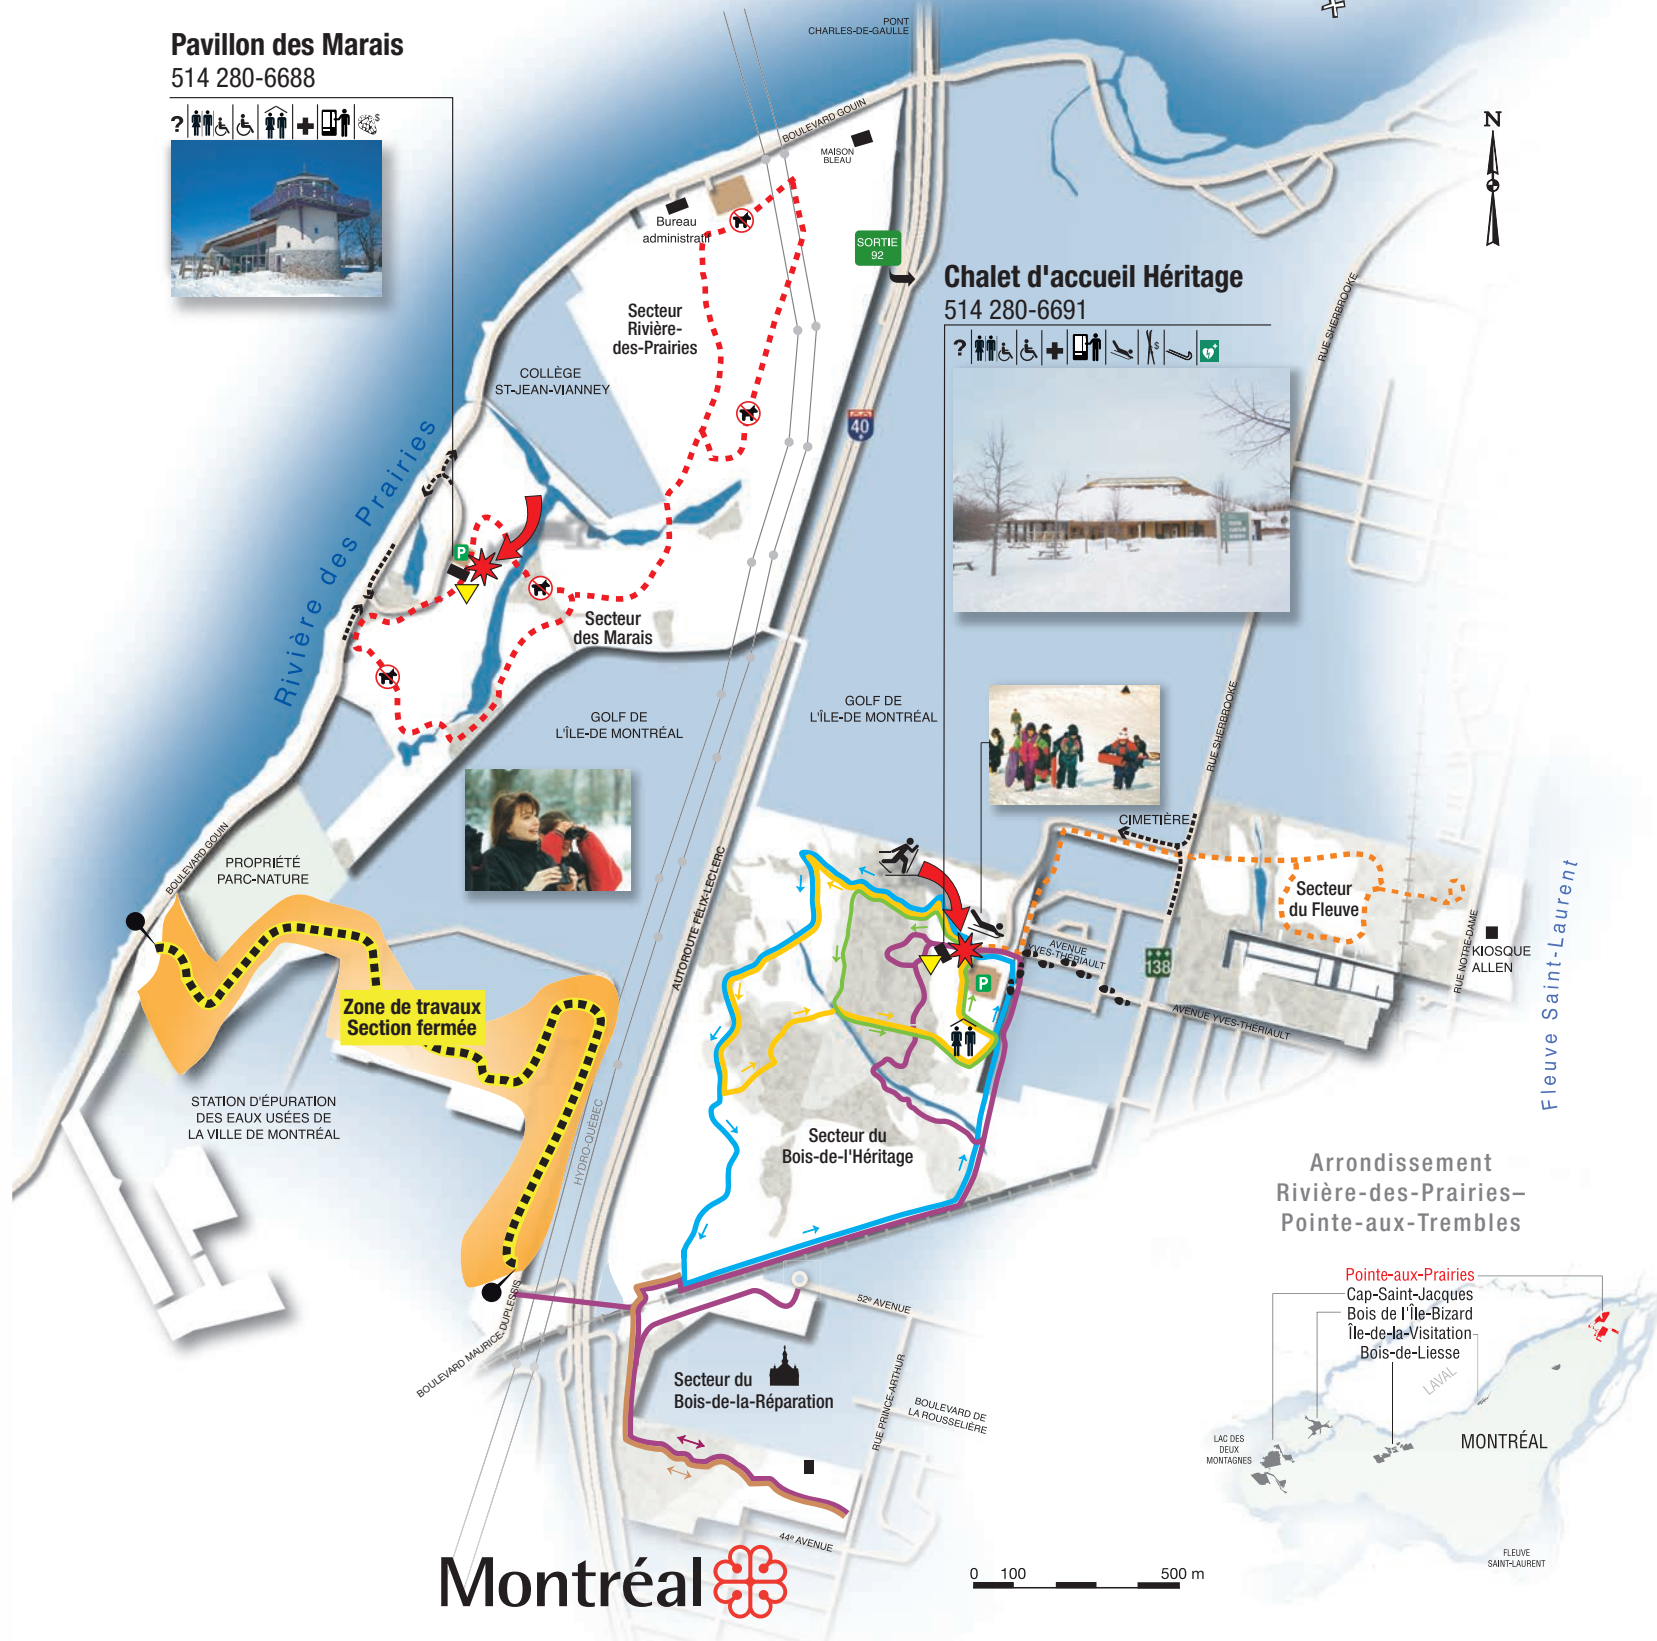 PONT
CHARLES-DE-GAULLE
Pavillon des Marais
514 280-6688
?
$
BOULEVARD GOUIN
MAISON
BLEAU
N
Bureau
administratif
SORTIE
92
Chalet d'accueil Héritage
514 280-6691
?
$
RUE SHERBROOKE
Secteur
Rivière-
des-Prairies
COLLÈGE
ST-JEAN-VIANNEY
40
Rivière des Prairies
P
Secteur
des Marais
GOLF DE
L'ÎLE-DE MONTRÉAL
GOLF DE
L'ÎLE-DE MONTRÉAL
RUE SHERBROOKE
CIMETIÈRE
BOULEVARD GOUIN
PROPRIÉTÉ
PARC-NATURE
AUTOROUTE FÉLIX-LECLERC
Secteur
du Fleuve
Fleuve Saint-Laurent
RUE NOTRE-DAME
KIOSQUE
ALLEN
AVENUE
YVES-THÉRIAULT
138
P
AVENUE YVES-THÉRIAULT
Zone de travaux
Section fermée
STATION D'ÉPURATION
DES EAUX USÉES DE
LA VILLE DE MONTRÉAL
HYDRO-QUÉBEC
Secteur du
Bois-de-l'Héritage
Arrondissement
Rivière-des-Prairies–
Pointe-aux-Trembles
BOULEVARD MAURICE-DUPLESSIS
52e AVENUE
Secteur du
Bois-de-la-Réparation
RUE PRINCE-ARTHUR
BOULEVARD DE
LA ROUSSELIÈRE
44e AVENUE
Pointe-aux-Prairies
Cap-Saint-Jacques
Bois de l'Île-Bizard
Île-de-la-Visitation
Bois-de-Liesse
LAVAL
LAC DES
DEUX
MONTAGNES
MONTRÉAL
FLEUVE
SAINT-LAURENT
Montréal
0 100 500 m